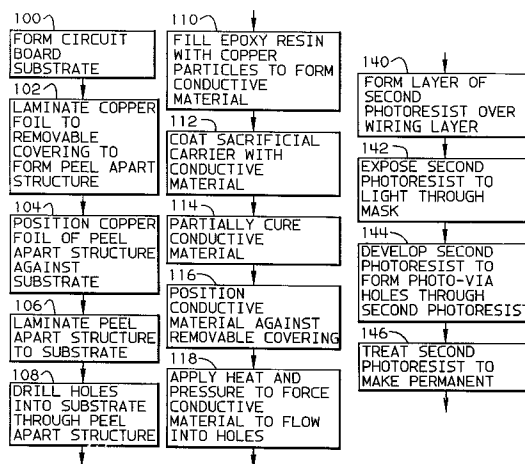 100
FORM CIRCUIT
BOARD
SUBSTRATE
102
LAMINATE COPPER
FOIL TO
REMOVABLE
COVERING TO
FORM PEEL APART
STRUCTURE
104
POSITION COPPER
FOIL OF PEEL
APART STRUCTURE
AGAINST
SUBSTRATE
106
LAMINATE PEEL
APART STRUCTURE
TO SUBSTRATE
108
DRILL HOLES
INTO SUBSTRATE
THROUGH PEEL
APART STRUCTURE
110
FILL EPOXY RESIN
WITH COPPER
PARTICLES TO FORM
CONDUCTIVE
MATERIAL
112
COAT SACRIFICIAL
CARRIER WITH
CONDUCTIVE
MATERIAL
114
PARTIALLY CURE
CONDUCTIVE
MATERIAL
116
POSITION
CONDUCTIVE
MATERIAL AGAINST
REMOVABLE COVERING
118
APPLY HEAT AND
PRESSURE TO FORCE
CONDUCTIVE
MATERIAL TO FLOW
INTO HOLES
140
FORM LAYER OF
SECOND
PHOTORESIST OVER
WIRING LAYER
142
EXPOSE SECOND
PHOTORESIST TO
LIGHT THROUGH
MASK
144
DEVELOP SECOND
PHOTORESIST TO
FORM PHOTO-VIA
HOLES THROUGH
SECOND PHOTORESIST
146
TREAT SECOND
PHOTORESIST TO
MAKE PERMANENT